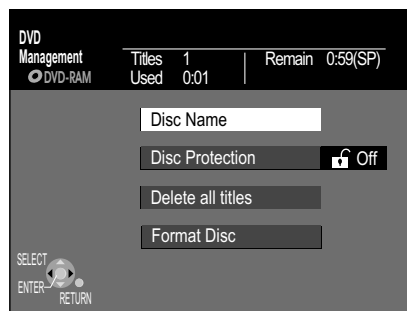 DVD
Management
DVD-RAM
Titles 1 Remain 0:59(SP)
Used 0:01
Disc Name
Disc Protection Off
Delete all titles
Format Disc
SELECT
ENTER
RETURN